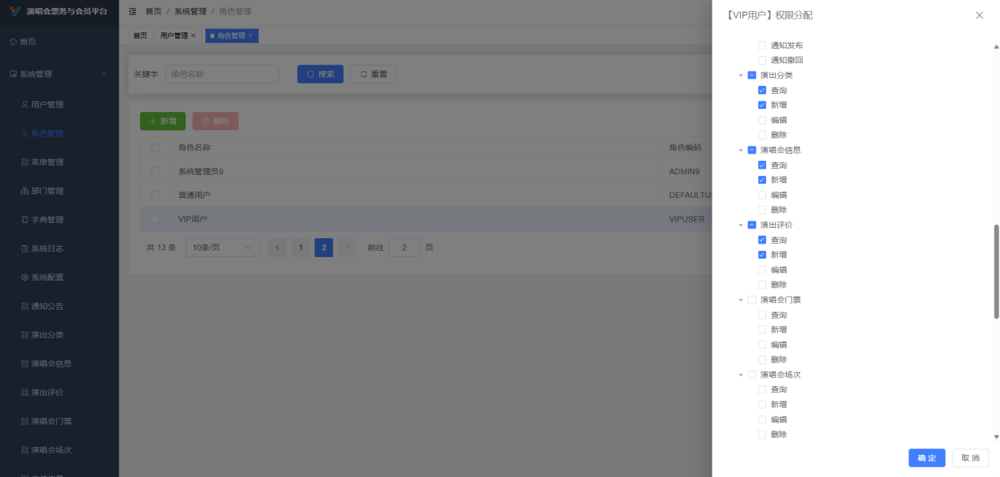 演唱会票务与会员平台
首页
系统管理
用户管理
角色管理
菜单管理
部门管理
字典管理
系统日志
系统配置
通知公告
演出分类
演唱会信息
演出评价
演唱会门票
演唱会场次
首页 / 系统管理 / 角色管理
首页 用户管理 × 角色管理 ×
关键字 角色名称 搜索 重置
新增 删除
角色名称 角色编码
系统管理员9 ADMIN9
普通用户 DEFAULTUS
VIP用户 VIPUSER
共 13 条 10条/页 1 2 前往 2 页
【VIP用户】权限分配
通知发布
通知撤回
演出分类
查询
新增
编辑
删除
演唱会信息
查询
新增
编辑
删除
演出评价
查询
新增
编辑
删除
演唱会门票
查询
新增
编辑
删除
演唱会场次
查询
新增
编辑
删除
确 定 取 消